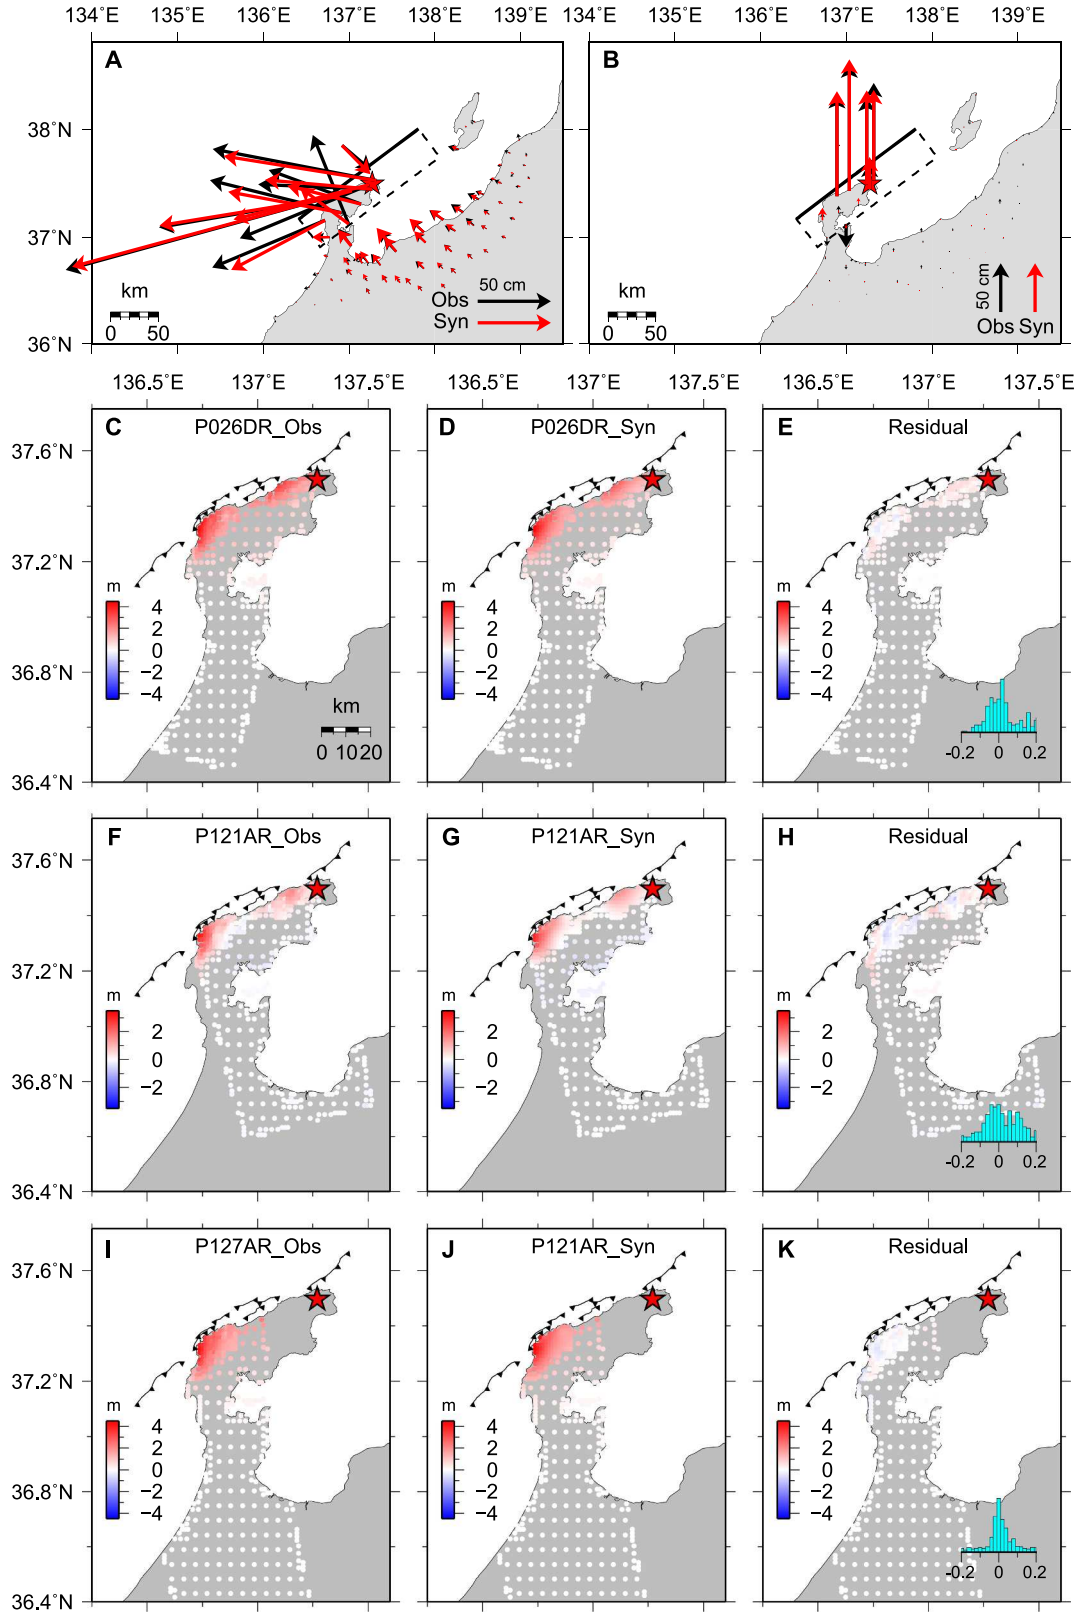 134°E 135°E 136°E 137°E 138°E 139°E 134°E 135°E 136°E 137°E 138°E 139°E
A B
38°N
37°N
36°N
km
0 50
50 cm
Obs
Syn
km
0 50
50 cm
Obs Syn
136.5°E 137°E 137.5°E 136.5°E 137°E 137.5°E 136.5°E 137°E 137.5°E
C P026DR_Obs D P026DR_Syn E Residual
37.6°N
37.2°N
36.8°N
36.4°N
m m m
4 4 4
2 2 2
0 0 0
−2 −2 −2
−4 −4 −4
km
0 10 20
-0.2 0 0.2
F P121AR_Obs G P121AR_Syn H Residual
37.6°N
37.2°N
36.8°N
36.4°N
m m m
2 2 2
0 0 0
−2 −2 −2
-0.2 0 0.2
I P127AR_Obs J P121AR_Syn K Residual
37.6°N
37.2°N
36.8°N
36.4°N
m m m
4 4 4
2 2 2
0 0 0
−2 −2 −2
−4 −4 −4
-0.2 0 0.2